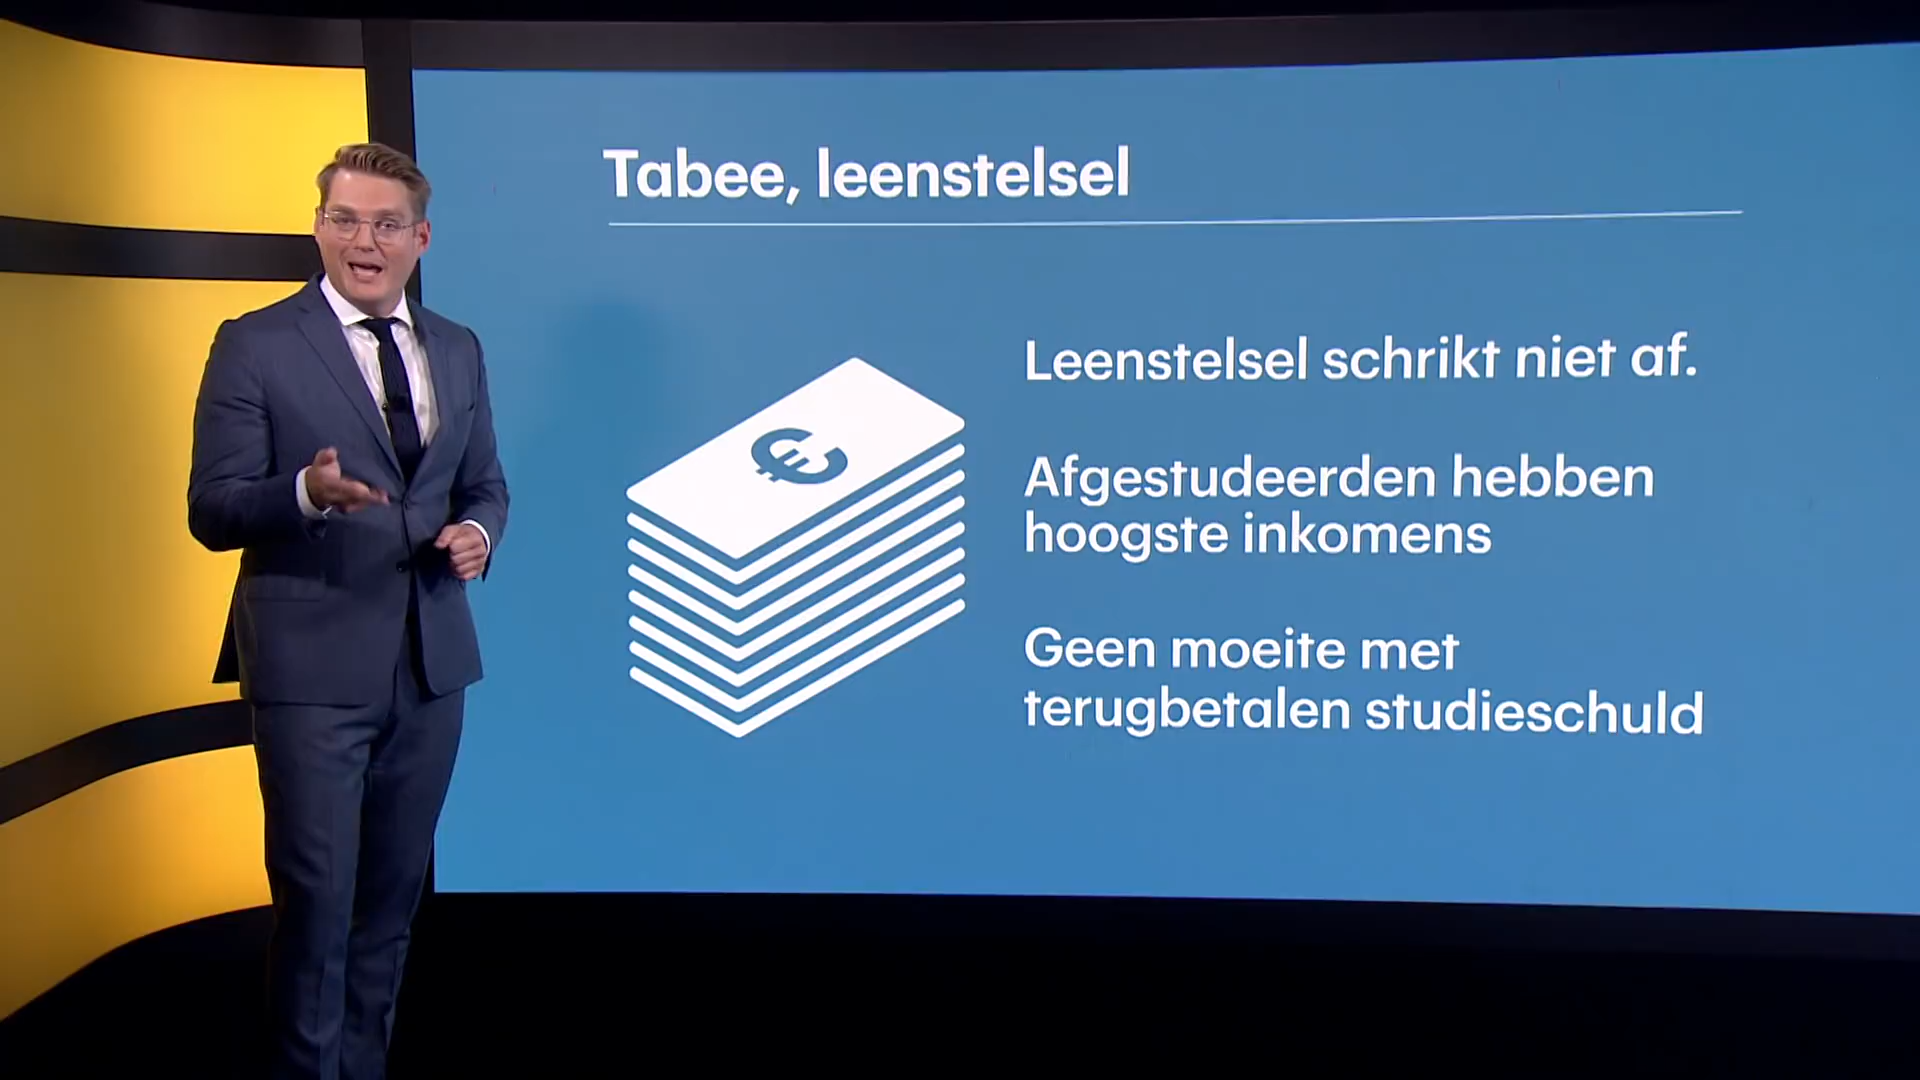 Tabee, leenstelsel
Leenstelsel schrikt niet af.
Afgestudeerden hebben
hoogste inkomens
Geen moeite met
terugbetalen studieschuld